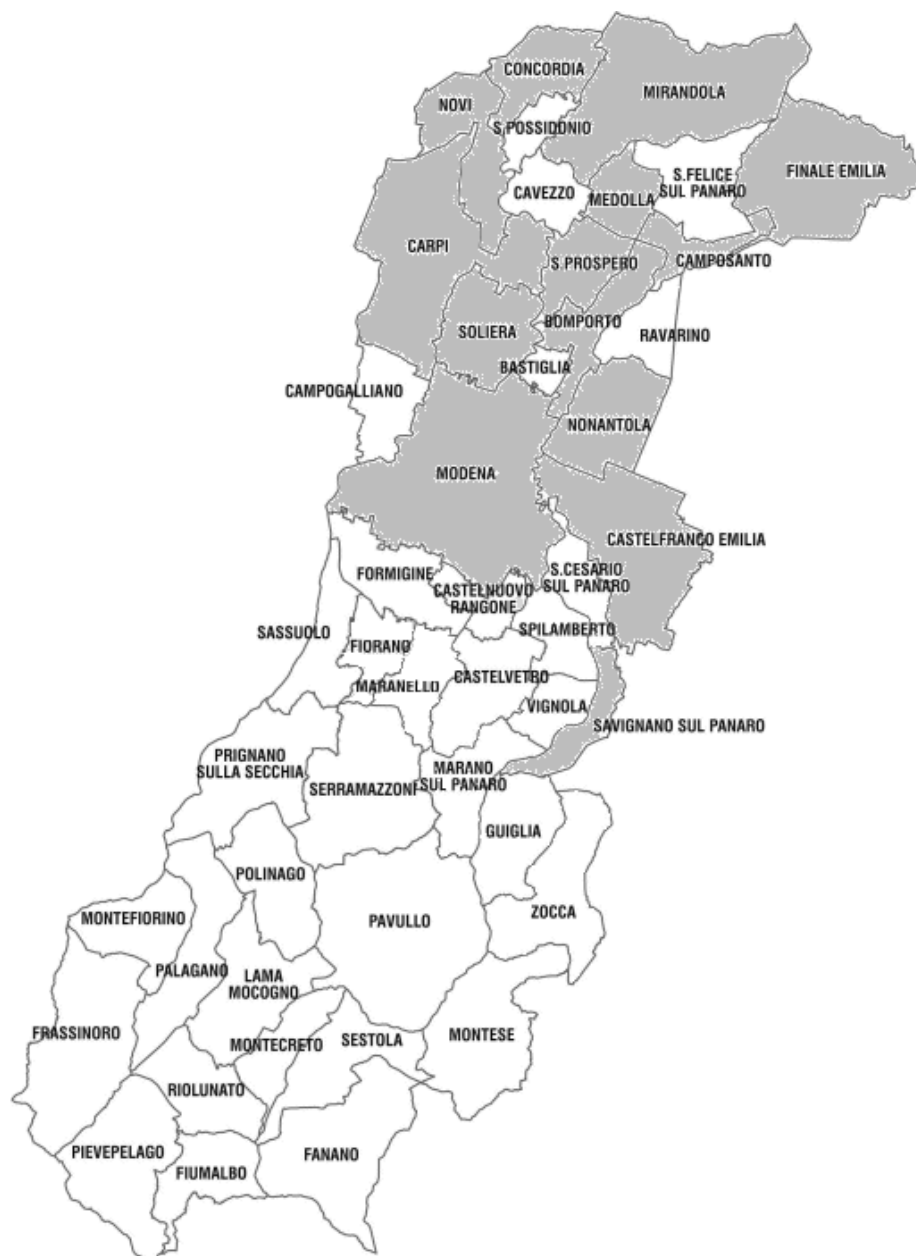 CONCORDIA
MIRANDOLA
NOVI
S.POSSIDONIO
FINALE EMILIA
S.FELICE
SUL PANARO
CAVEZZO
MEDOLLA
CARPI
S.PROSPERO
CAMPOSANTO
BOMPORTO
SOLIERA
RAVARINO
BASTIGLIA
CAMPOGALLIANO
NONANTOLA
MODENA
CASTELFRANCO EMILIA
FORMIGINE
S.CESARIO
SUL PANARO
CASTELNUOVO
RANGONE
SASSUOLO
SPILAMBERTO
FIORANO
MARANELLO
CASTELVETRO
VIGNOLA
SAVIGNANO SUL PANARO
PRIGNANO
SULLA SECCHIA
MARANO
SUL PANARO
SERRAMAZZONI
GUIGLIA
POLINAGO
MONTEFIORINO
PAVULLO
ZOCCA
PALAGANO
LAMA
MOCOGNO
FRASSINORO
MONTECRETO
SESTOLA
MONTESE
RIOLUNATO
PIEVEPELAGO
FIUMALBO
FANANO